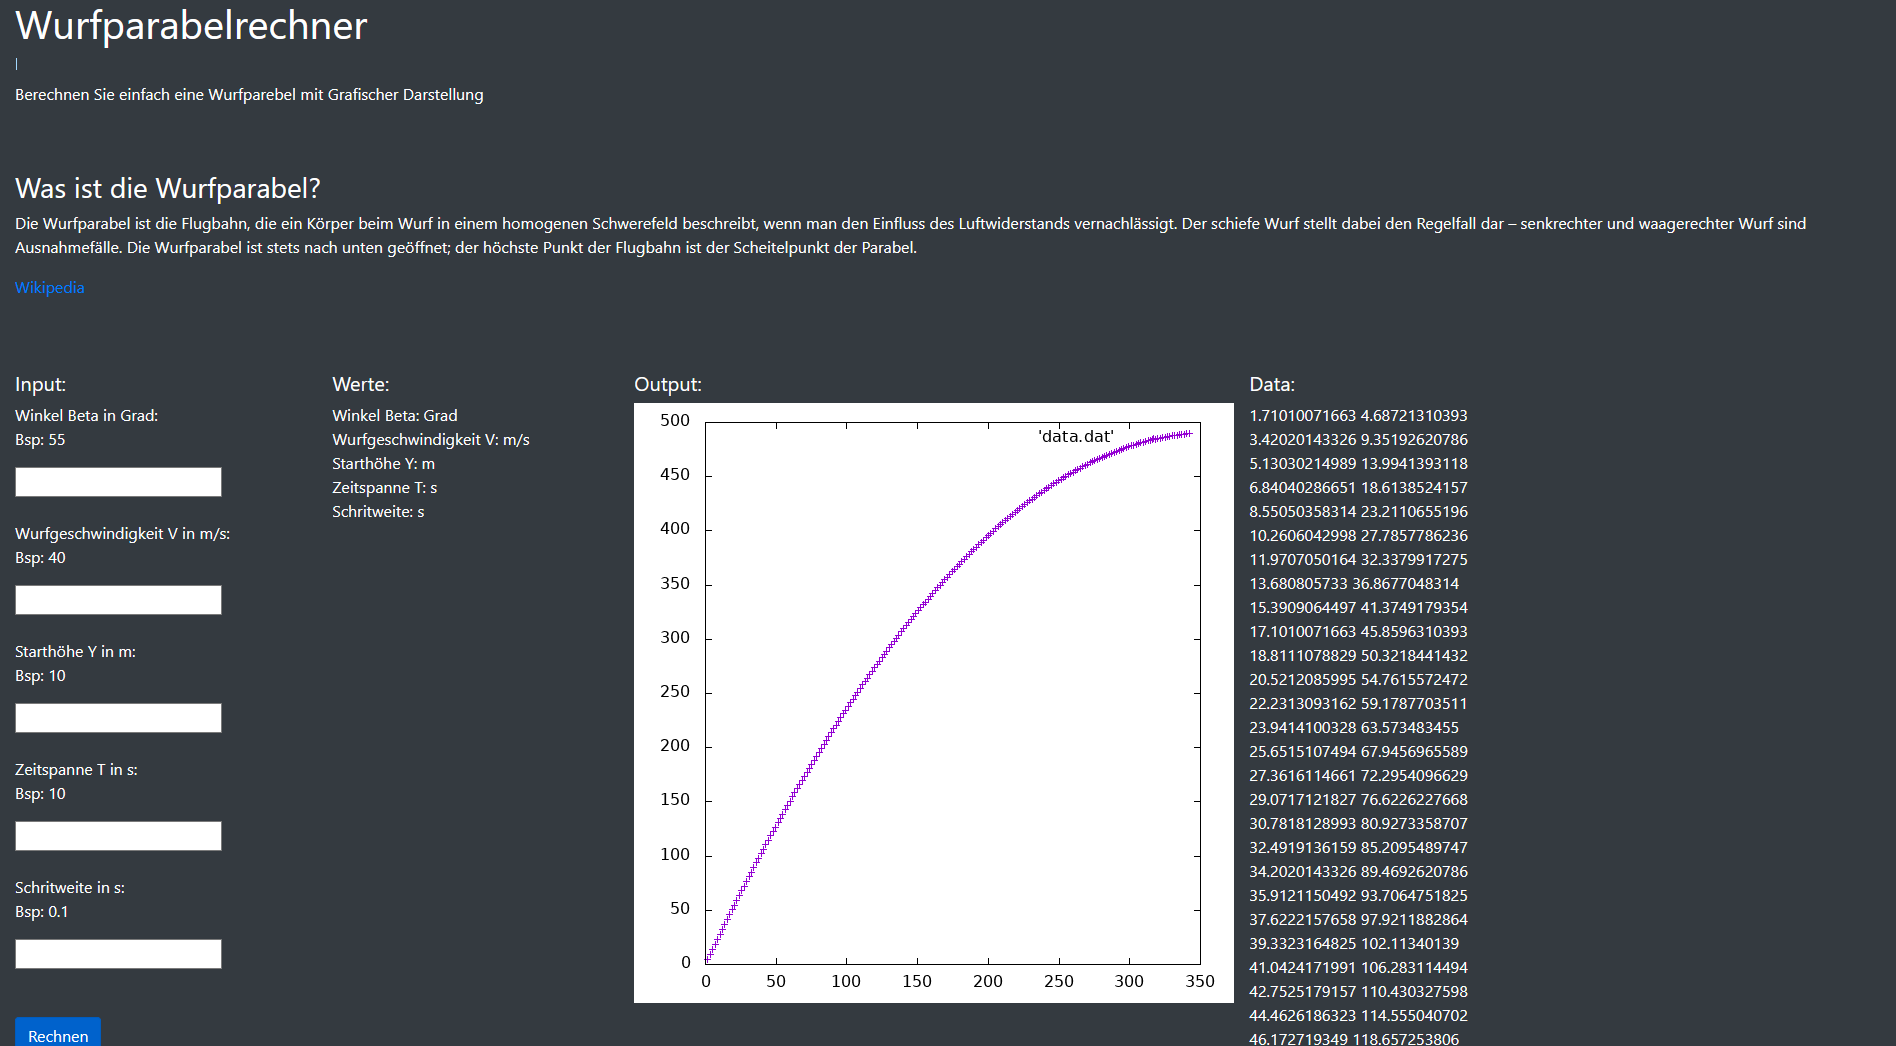 Wurfparabelrechner
|
Berechnen Sie einfach eine Wurfparebel mit Grafischer Darstellung
Was ist die Wurfparabel?
Die Wurfparabel ist die Flugbahn, die ein Körper beim Wurf in einem homogenen Schwerefeld beschreibt, wenn man den Einfluss des Luftwiderstands vernachlässigt. Der schiefe Wurf stellt dabei den Regelfall dar – senkrechter und waagerechter Wurf sind
Ausnahmefälle. Die Wurfparabel ist stets nach unten geöffnet; der höchste Punkt der Flugbahn ist der Scheitelpunkt der Parabel.
Wikipedia
Input:
Winkel Beta in Grad:
Bsp: 55
Wurfgeschwindigkeit V in m/s:
Bsp: 40
Starthöhe Y in m:
Bsp: 10
Zeitspanne T in s:
Bsp: 10
Schritweite in s:
Bsp: 0.1
Rechnen
Werte:
Winkel Beta: Grad
Wurfgeschwindigkeit V: m/s
Starthöhe Y: m
Zeitspanne T: s
Schritweite: s
Output:
'data.dat'
500
450
400
350
300
250
200
150
100
50
0
0 50 100 150 200 250 300 350
Data:
1.71010071663 4.68721310393
3.42020143326 9.35192620786
5.13030214989 13.9941393118
6.84040286651 18.6138524157
8.55050358314 23.2110655196
10.2606042998 27.7857786236
11.9707050164 32.3379917275
13.680805733 36.8677048314
15.3909064497 41.3749179354
17.1010071663 45.8596310393
18.8111078829 50.3218441432
20.5212085995 54.7615572472
22.2313093162 59.1787703511
23.9414100328 63.573483455
25.6515107494 67.9456965589
27.3616114661 72.2954096629
29.0717121827 76.6226227668
30.7818128993 80.9273358707
32.4919136159 85.2095489747
34.2020143326 89.4692620786
35.9121150492 93.7064751825
37.6222157658 97.9211882864
39.3323164825 102.11340139
41.0424171991 106.283114494
42.7525179157 110.430327598
44.4626186323 114.555040702
46.172719349 118.657253806